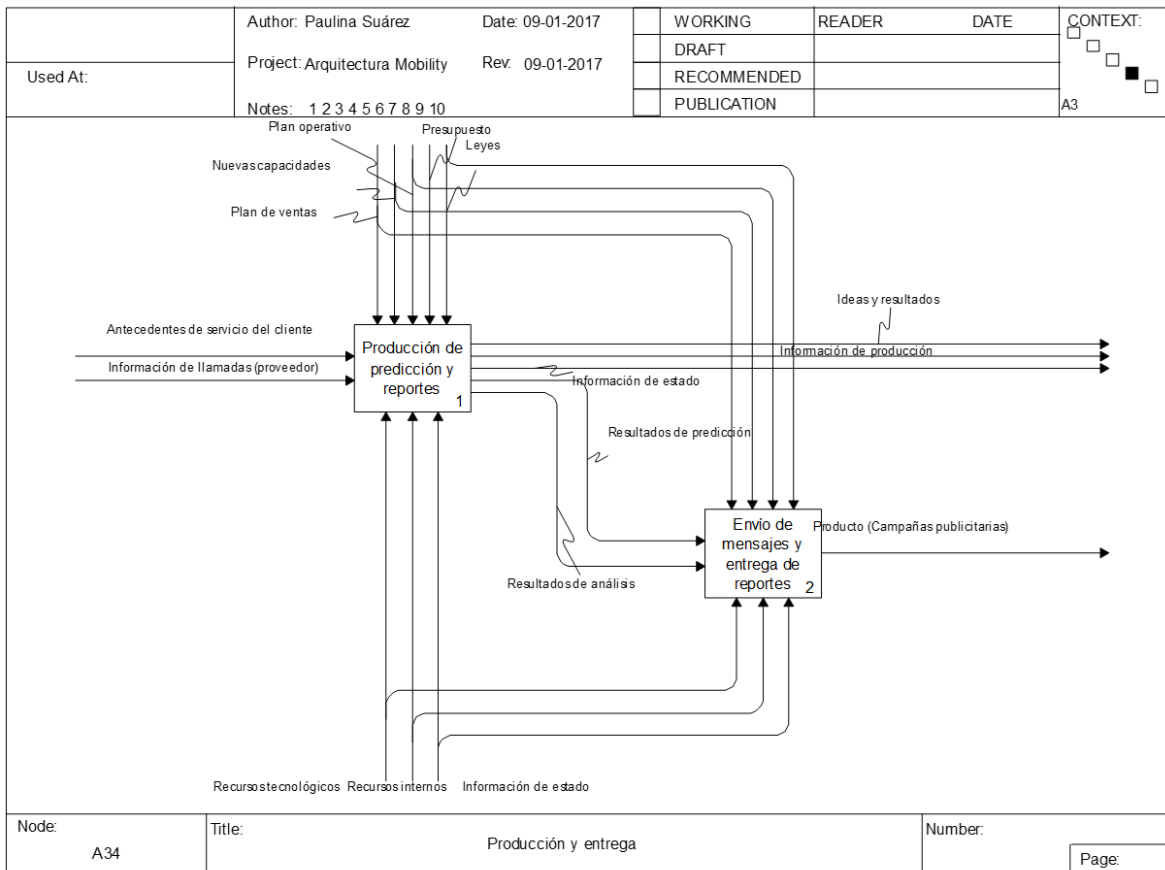 Used At:
Author: Paulina Suárez
Date: 09-01-2017
Project: Arquitectura Mobility
Rev: 09-01-2017
Notes: 1 2 3 4 5 6 7 8 9 10
WORKING
DRAFT
RECOMMENDED
PUBLICATION
READER
DATE
CONTEXT:
A3
Plan operativo
Presupuesto
Leyes
Nuevas capacidades
Plan de ventas
Ideas y resultados
Antecedentes de servicio del cliente
Información de llamadas (proveedor)
Producción de
predicción y
reportes
1
Información de producción
Información de estado
Resultados de predicción
Envío de
mensajes y
entrega de
reportes
2
Producto (Campañas publicitarias)
Resultados de análisis
Recursos tecnológicos
Recursos internos
Información de estado
Node:
A34
Title:
Producción y entrega
Number:
Page: